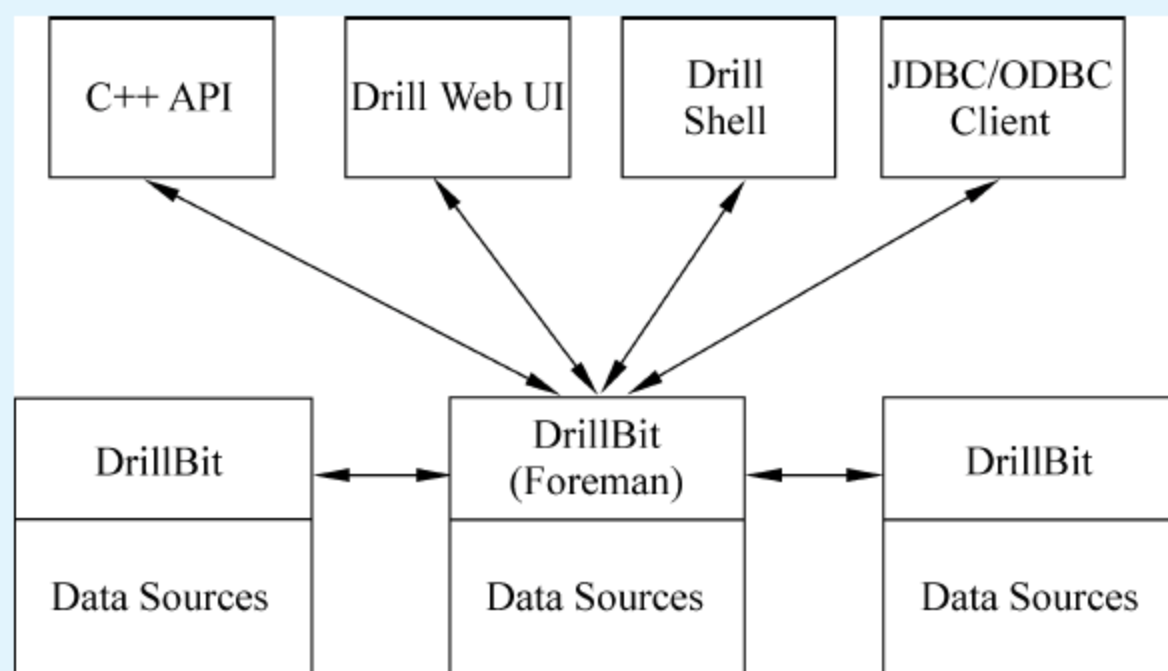 C++ API
Drill Web UI
Drill
Shell
JDBC/ODBC
Client
DrillBit
DrillBit
(Foreman)
DrillBit
Data Sources
Data Sources
Data Sources